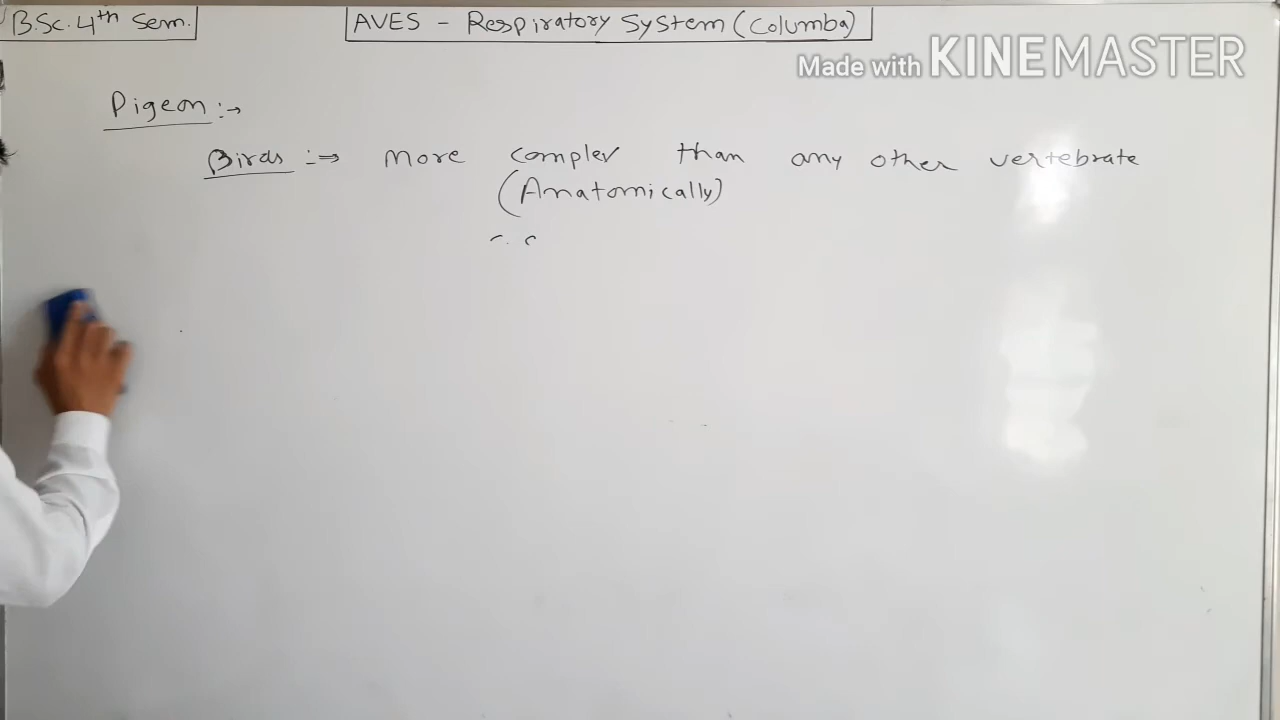 B.Sc. 4th Sem.
AVES - Respiratory System (Columba)
Made with KINEMASTER
Pigeon :→
Birds :⇒ More complex than any other vertebrate
(Anatomically)